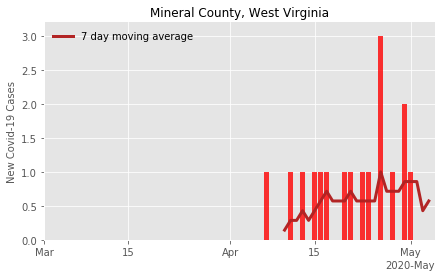 Mineral County, West Virginia
7 day moving average
New Covid-19 Cases
3.0
2.5
2.0
1.5
1.0
0.5
0.0
Mar
15
Apr
15
May
2020-May